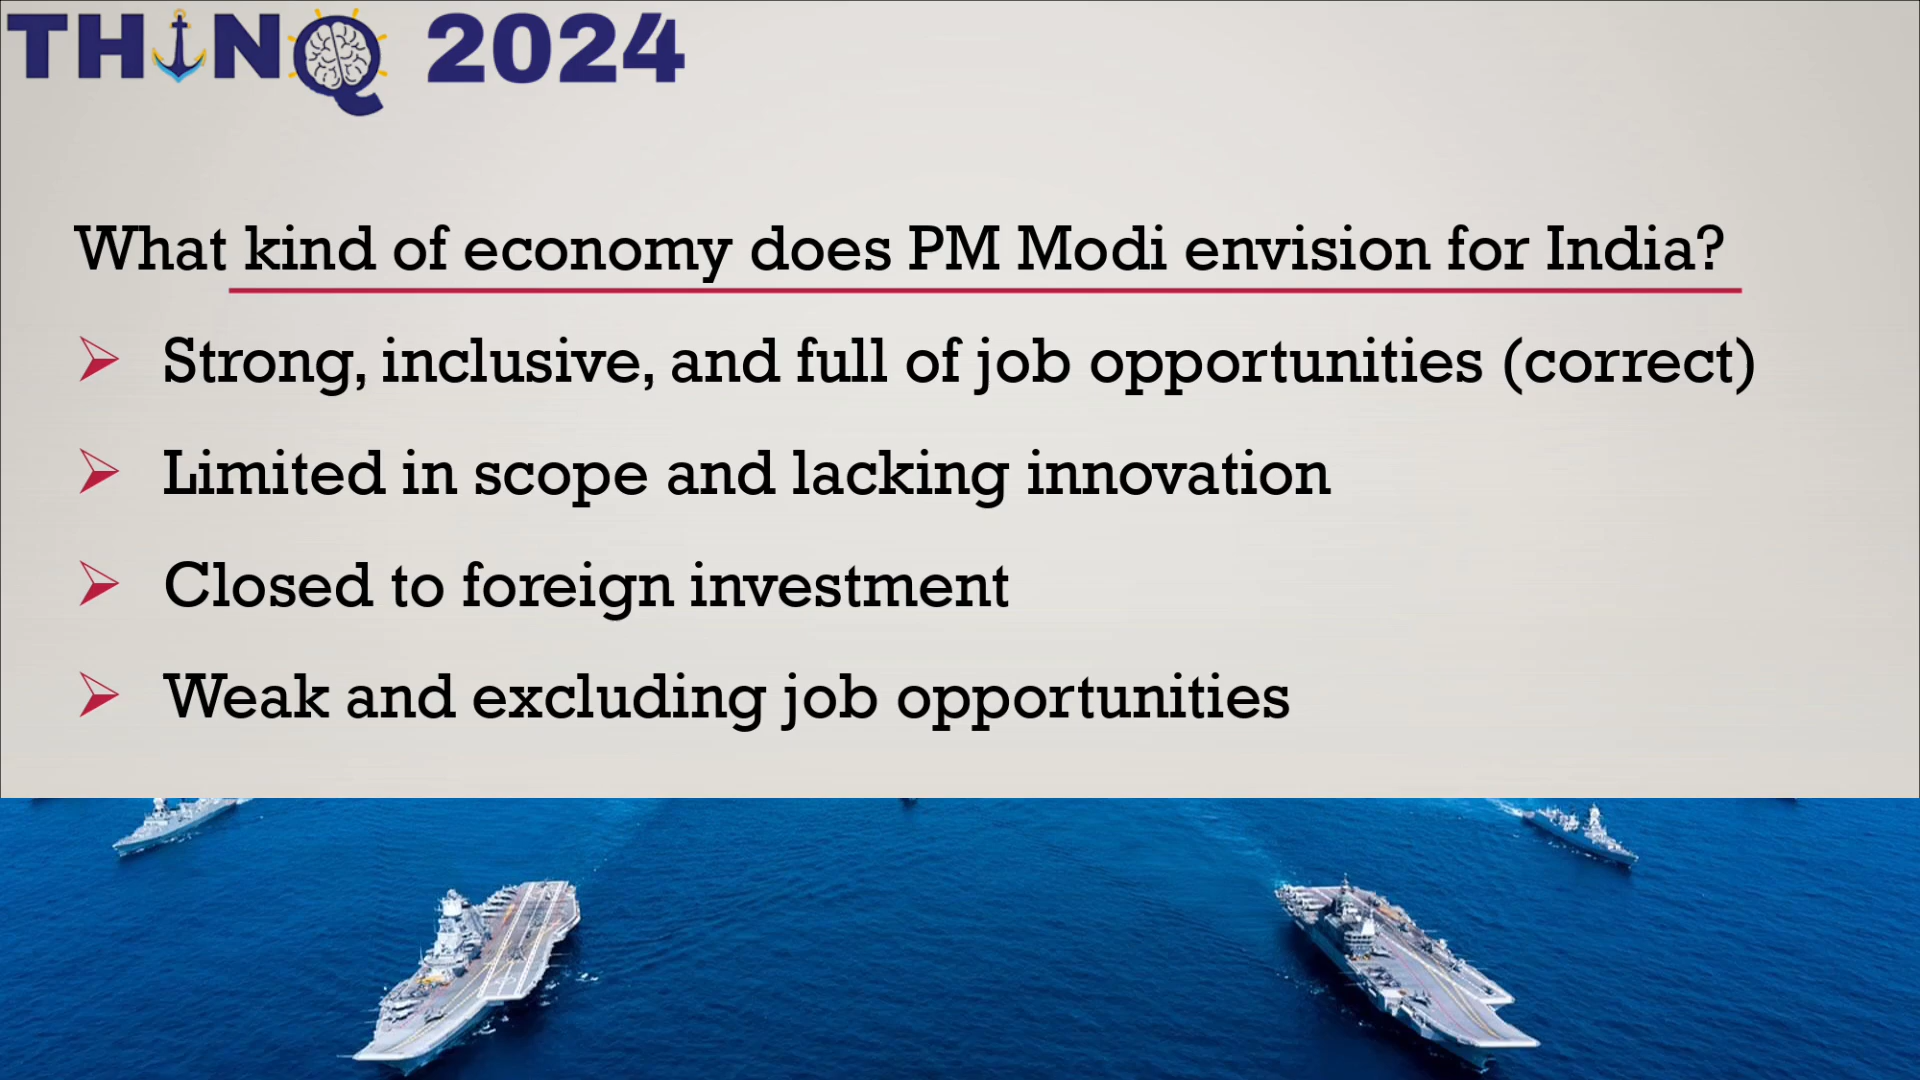 THINQ 2024
What kind of economy does PM Modi envision for India?
Strong, inclusive, and full of job opportunities (correct)
Limited in scope and lacking innovation
Closed to foreign investment
Weak and excluding job opportunities